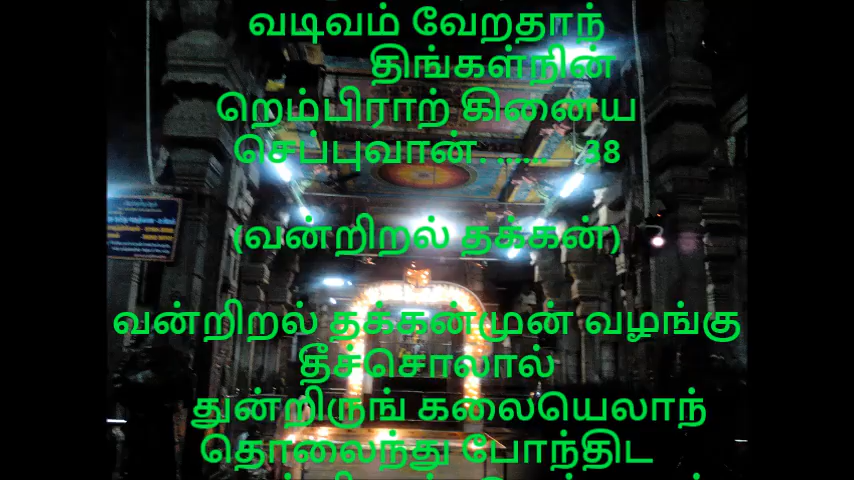 வடிவம் வேறதாந்
திங்கள்நின்
றெம்பிராற் கினைய
செப்புவான். ...... 38
(வன்றிறல் தக்கன்)
வன்றிறல் தக்கன்முன் வழங்கு
தீச்சொலால்
துன்றிருங் கலையெலாந்
தொலைந்து போந்திட